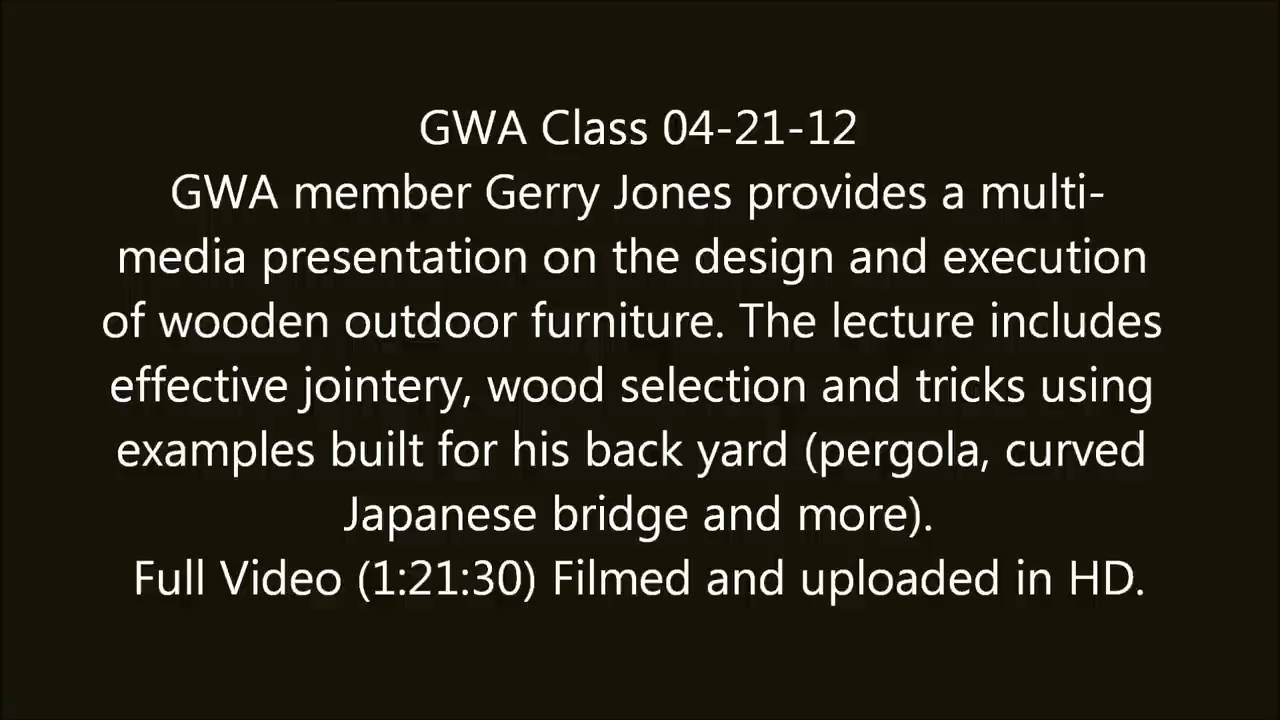 GWA Class 04-21-12
GWA member Gerry Jones provides a multi-
media presentation on the design and execution
of wooden outdoor furniture. The lecture includes
effective jointery, wood selection and tricks using
examples built for his back yard (pergola, curved
Japanese bridge and more).
Full Video (1:21:30) Filmed and uploaded in HD.